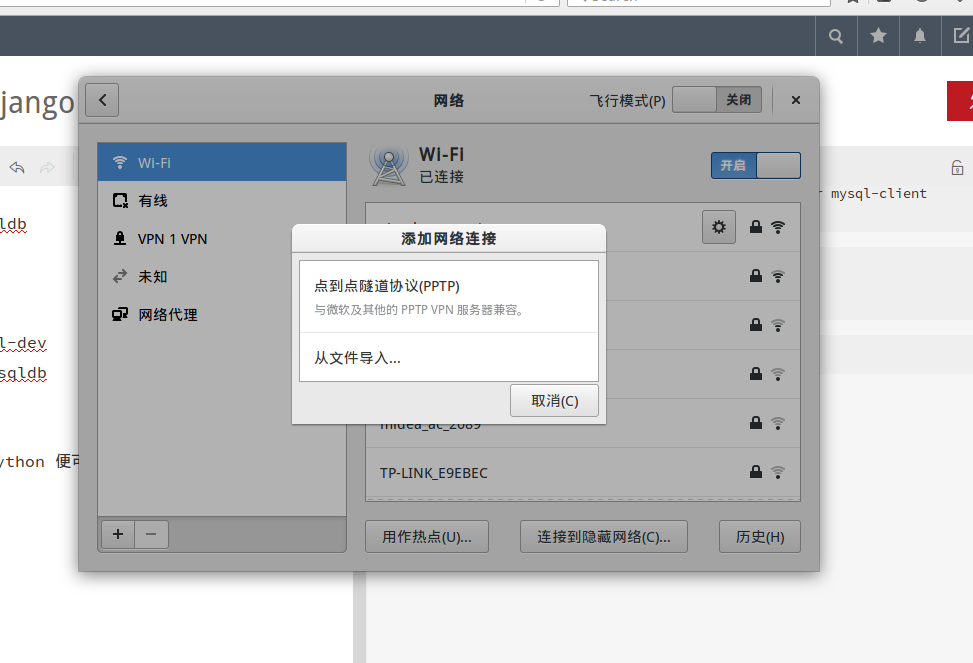 Search
jango
网络
飞行模式(P)
关闭
Wi-Fi
有线
VPN 1 VPN
未知
网络代理
Wi-Fi
已连接
开启
mysql-client
ldb
l-dev
sqldb
ython 便可
添加网络连接
点到点隧道协议(PPTP)
与微软及其他的 PPTP VPN 服务器兼容。
从文件导入...
取消(C)
midea_ac_2089
TP-LINK_E9EBEC
用作热点(U)...
连接到隐藏网络(C)...
历史(H)